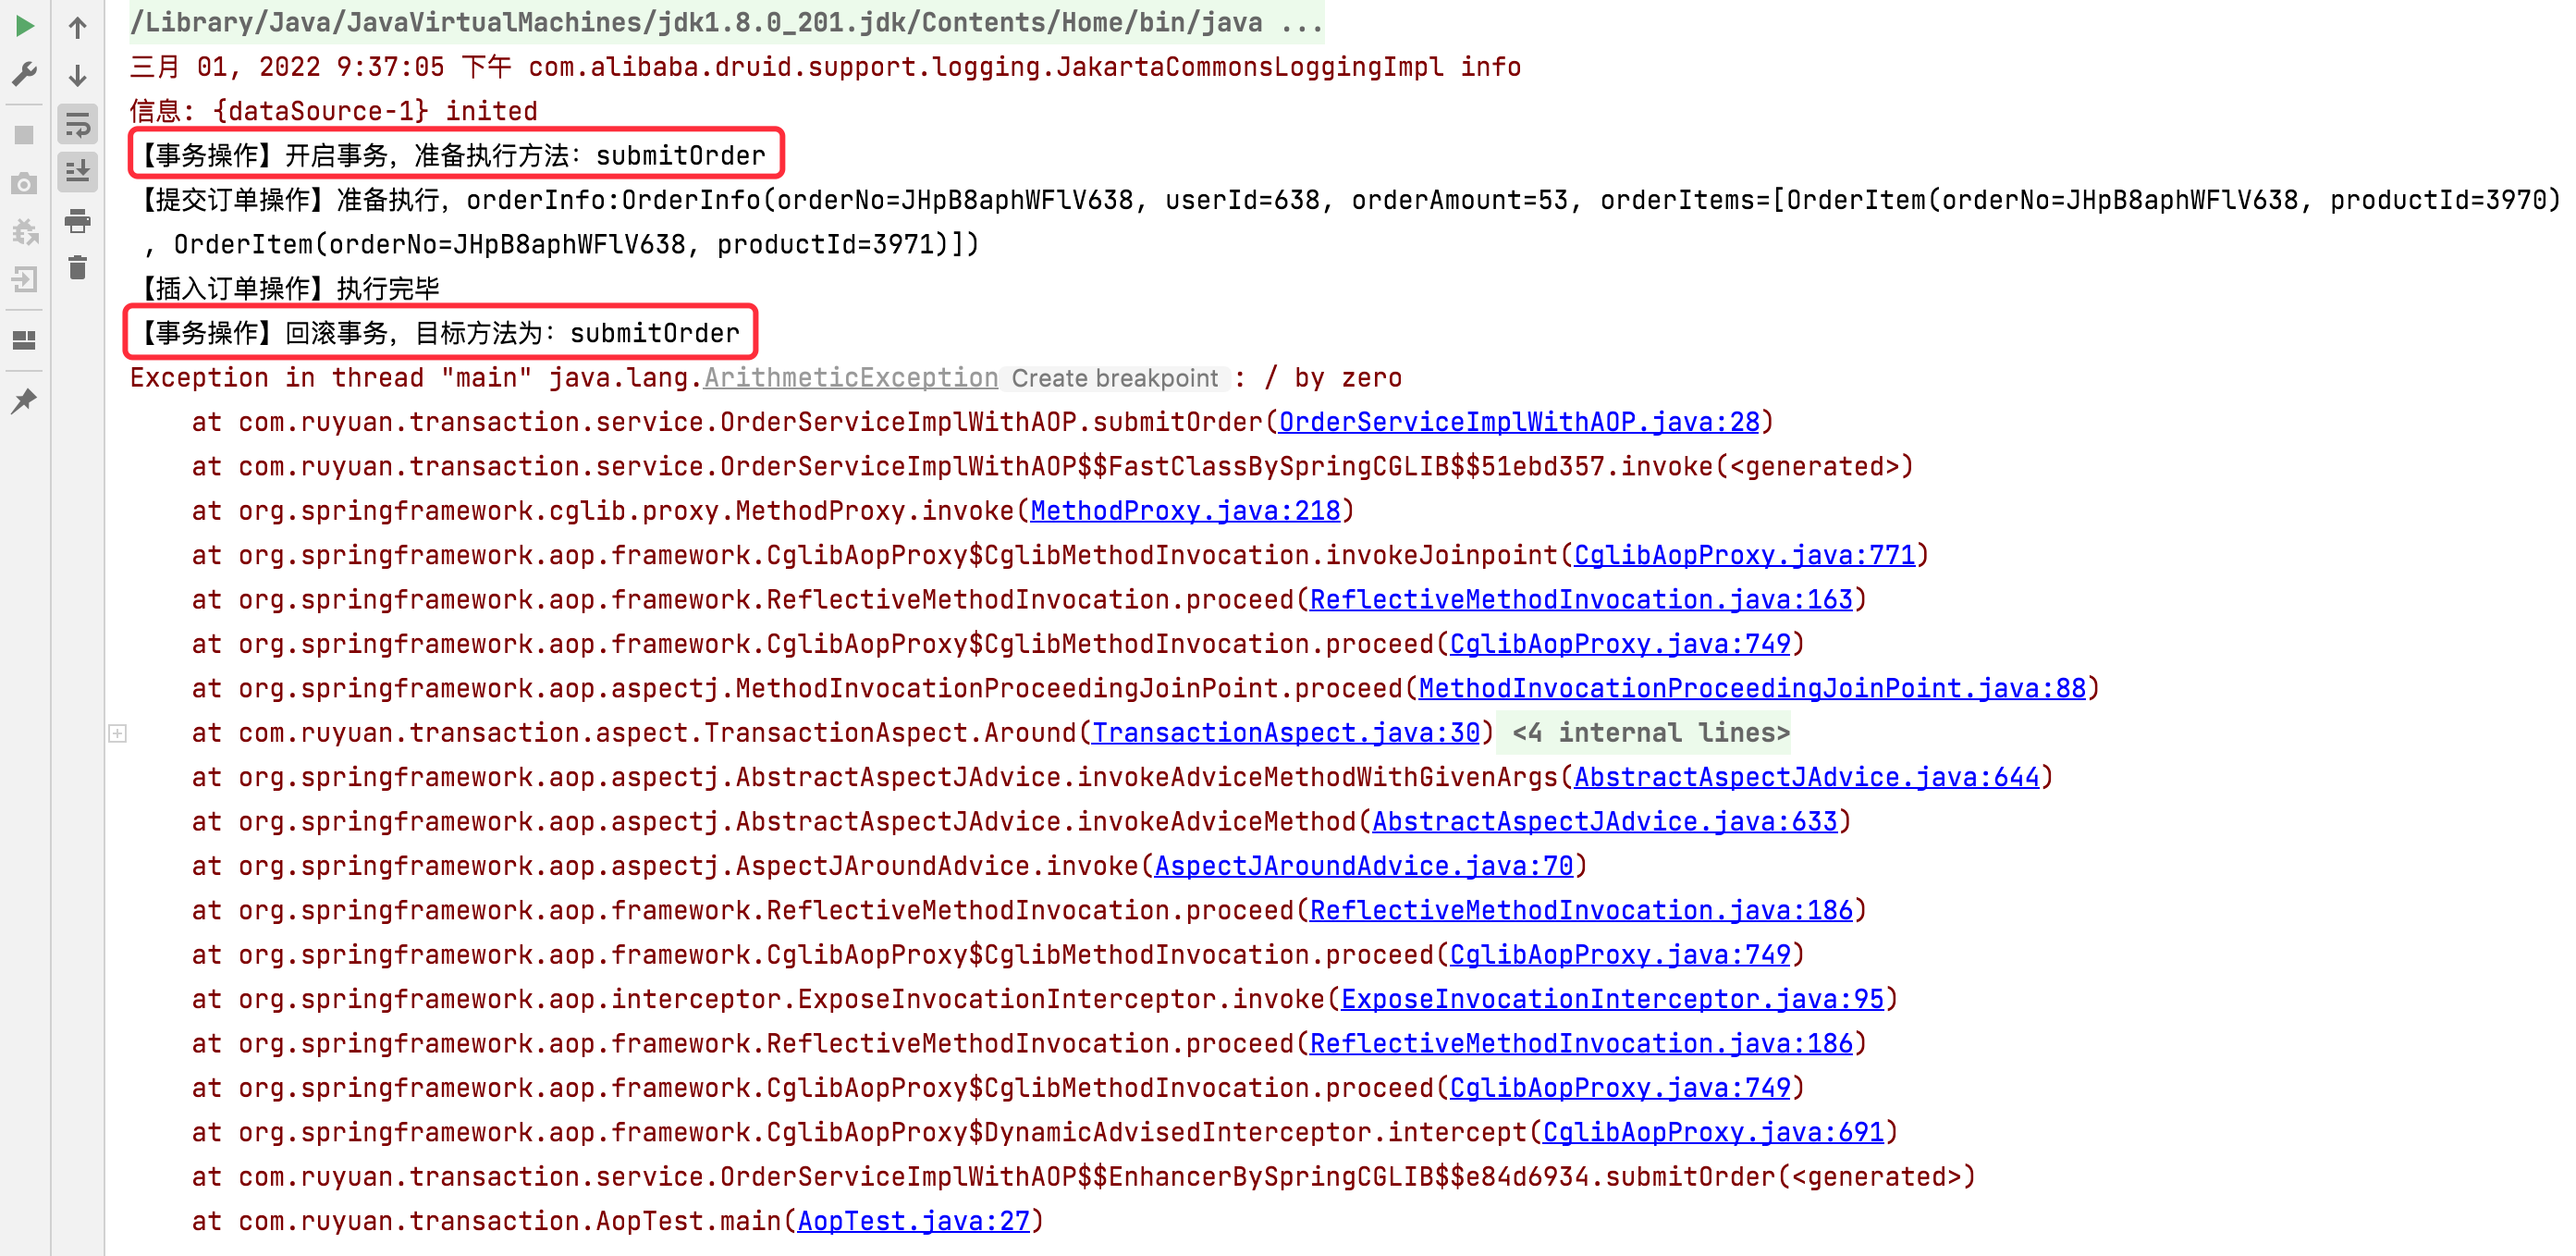 /Library/Java/JavaVirtualMachines/jdk1.8.0_201.jdk/Contents/Home/bin/java ...
三月 01, 2022 9:37:05 下午 com.alibaba.druid.support.logging.JakartaCommonsLoggingImpl info
信息: {dataSource-1} inited
【事务操作】开启事务，准备执行方法：submitOrder
【提交订单操作】准备执行，orderInfo:OrderInfo(orderNo=JHpB8aphWFlV638, userId=638, orderAmount=53, orderItems=[OrderItem(orderNo=JHpB8aphWFlV638, productId=3970)
, OrderItem(orderNo=JHpB8aphWFlV638, productId=3971)])
【插入订单操作】执行完毕
【事务操作】回滚事务，目标方法为：submitOrder
Exception in thread "main" java.lang.ArithmeticException Create breakpoint : / by zero
at com.ruyuan.transaction.service.OrderServiceImplWithAOP.submitOrder(OrderServiceImplWithAOP.java:28)
at com.ruyuan.transaction.service.OrderServiceImplWithAOP$$FastClassBySpringCGLIB$$51ebd357.invoke(<generated>)
at org.springframework.cglib.proxy.MethodProxy.invoke(MethodProxy.java:218)
at org.springframework.aop.framework.CglibAopProxy$CglibMethodInvocation.invokeJoinpoint(CglibAopProxy.java:771)
at org.springframework.aop.framework.ReflectiveMethodInvocation.proceed(ReflectiveMethodInvocation.java:163)
at org.springframework.aop.framework.CglibAopProxy$CglibMethodInvocation.proceed(CglibAopProxy.java:749)
at org.springframework.aop.aspectj.MethodInvocationProceedingJoinPoint.proceed(MethodInvocationProceedingJoinPoint.java:88)
at com.ruyuan.transaction.aspect.TransactionAspect.Around(TransactionAspect.java:30) <4 internal lines>
at org.springframework.aop.aspectj.AbstractAspectJAdvice.invokeAdviceMethodWithGivenArgs(AbstractAspectJAdvice.java:644)
at org.springframework.aop.aspectj.AbstractAspectJAdvice.invokeAdviceMethod(AbstractAspectJAdvice.java:633)
at org.springframework.aop.aspectj.AspectJAroundAdvice.invoke(AspectJAroundAdvice.java:70)
at org.springframework.aop.framework.ReflectiveMethodInvocation.proceed(ReflectiveMethodInvocation.java:186)
at org.springframework.aop.framework.CglibAopProxy$CglibMethodInvocation.proceed(CglibAopProxy.java:749)
at org.springframework.aop.interceptor.ExposeInvocationInterceptor.invoke(ExposeInvocationInterceptor.java:95)
at org.springframework.aop.framework.ReflectiveMethodInvocation.proceed(ReflectiveMethodInvocation.java:186)
at org.springframework.aop.framework.CglibAopProxy$CglibMethodInvocation.proceed(CglibAopProxy.java:749)
at org.springframework.aop.framework.CglibAopProxy$DynamicAdvisedInterceptor.intercept(CglibAopProxy.java:691)
at com.ruyuan.transaction.service.OrderServiceImplWithAOP$$EnhancerBySpringCGLIB$$e84d6934.submitOrder(<generated>)
at com.ruyuan.transaction.AopTest.main(AopTest.java:27)